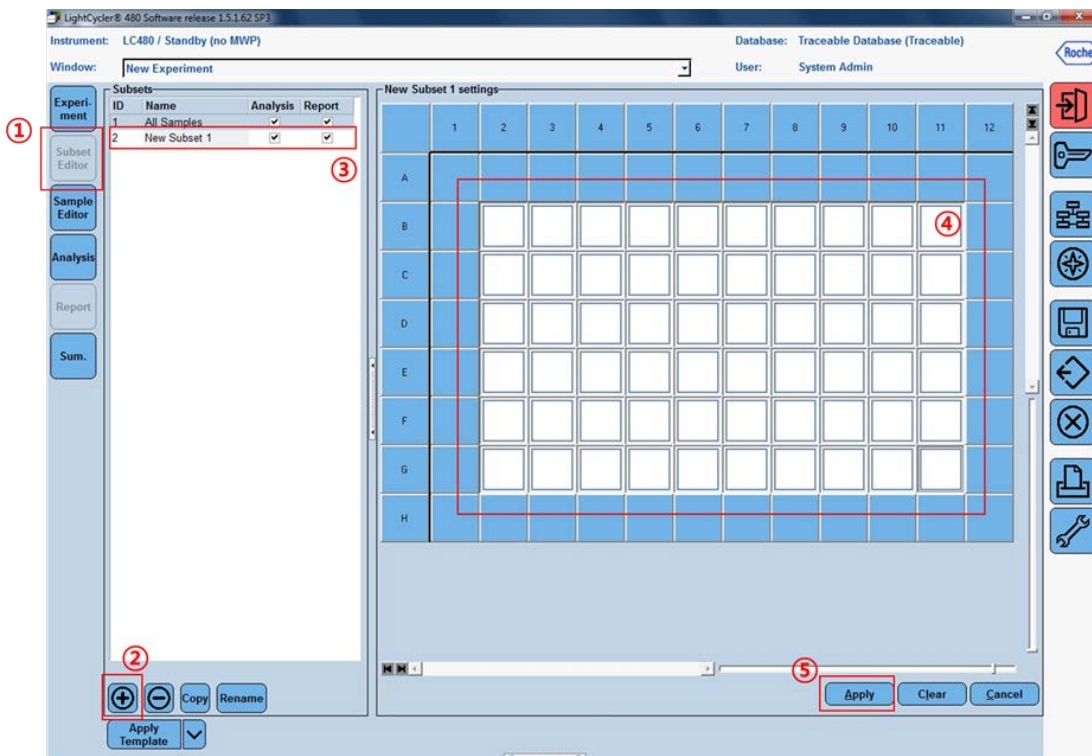 LightCycler® 480 Software release 1.5.1.62 SP3
Instrument: LC480 / Standby (no MWP) Database: Traceable Database (Traceable)
Window: New Experiment User: System Admin
Roche
① Experi-
ment
Subset
Editor
Sample
Editor
Analysis
Report
Sum.
Subsets
ID Name Analysis Report
1 All Samples
2 New Subset 1
③
New Subset 1 settings
1 2 3 4 5 6 7 8 9 10 11 12
A
B ④
C
D
E
F
G
H
②
Copy Rename
Apply
Template
⑤
Apply Clear Cancel